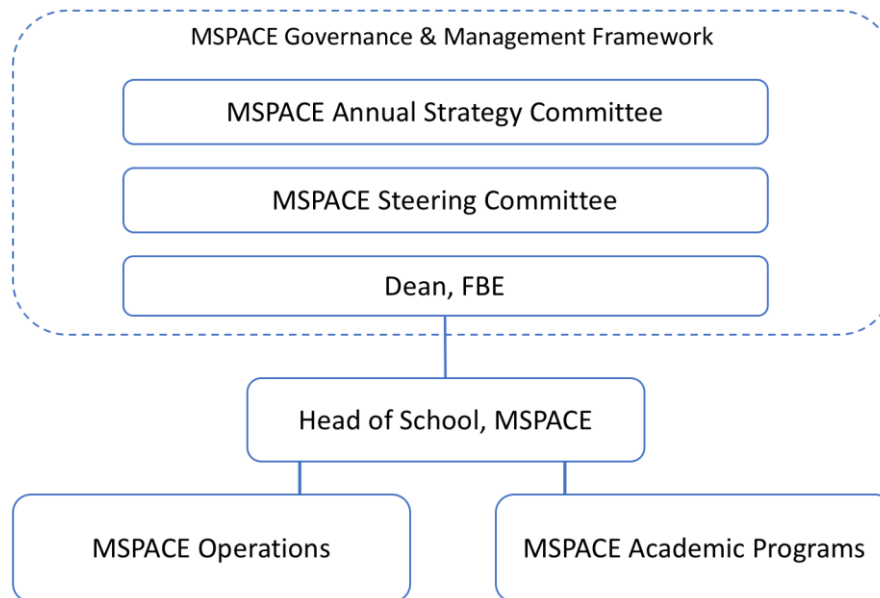 MSPACE Governance & Management Framework
MSPACE Annual Strategy Committee
MSPACE Steering Committee
Dean, FBE
Head of School, MSPACE
MSPACE Operations
MSPACE Academic Programs